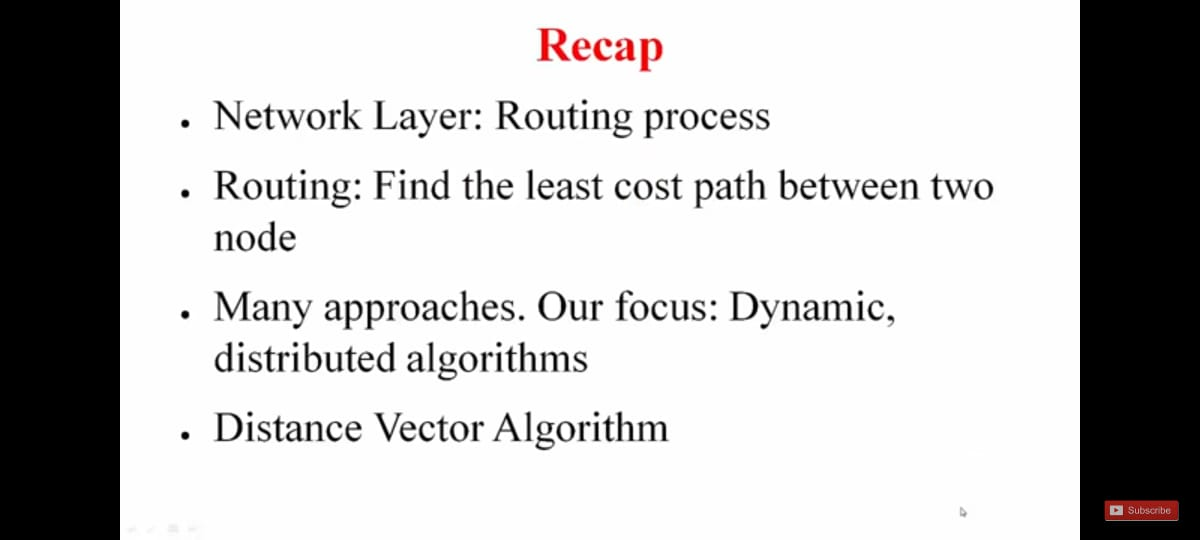 Recap
• Network Layer: Routing process
• Routing: Find the least cost path between two
node
• Many approaches. Our focus: Dynamic,
distributed algorithms
• Distance Vector Algorithm
Subscribe